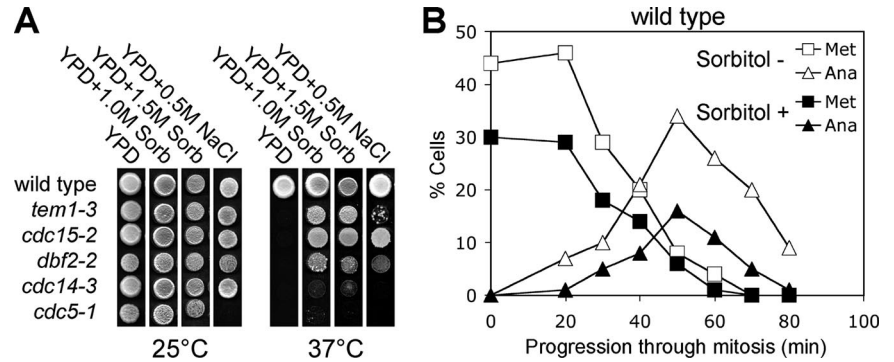 A
YPD
YPD+1.0M Sorb
YPD+1.5M Sorb
YPD+0.5M NaCl
YPD
YPD+1.0M Sorb
YPD+1.5M Sorb
YPD+0.5M NaCl
wild type
tem1-3
cdc15-2
dbf2-2
cdc14-3
cdc5-1
25°C
37°C
B
wild type
% Cells
50
40
30
20
10
0
Sorbitol -
Met
Ana
Sorbitol +
Met
Ana
0
20
40
60
80
100
Progression through mitosis (min)